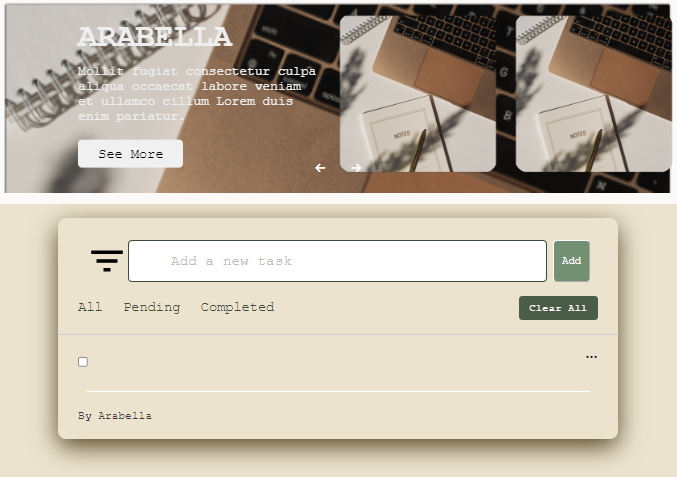 ARABELLA
Mollit fugiat consectetur culpa
aliqua occaecat labore veniam
et ullamco cillum Lorem duis
enim pariatur.
See More
NOTES
NOTES
Add a new task
Add
All Pending Completed
Clear All
...
By Arabella